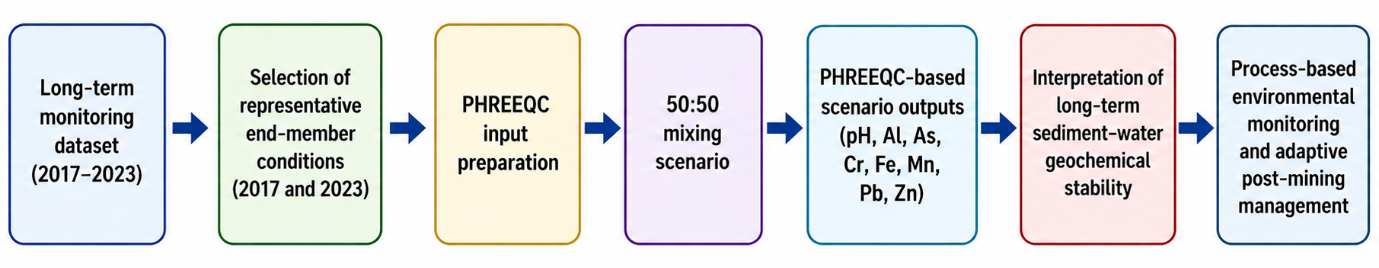 Long-term
monitoring
dataset
(2017–2023)
Selection of
representative
end-member
conditions
(2017 and 2023)
PHREEQC
input
preparation
50:50
mixing
scenario
PHREEQC-based
scenario outputs
(pH, Al, As,
Cr, Fe, Mn,
Pb, Zn)
Interpretation of
long-term
sediment–water
geochemical
stability
Process-based
environmental
monitoring
and adaptive
post-mining
management